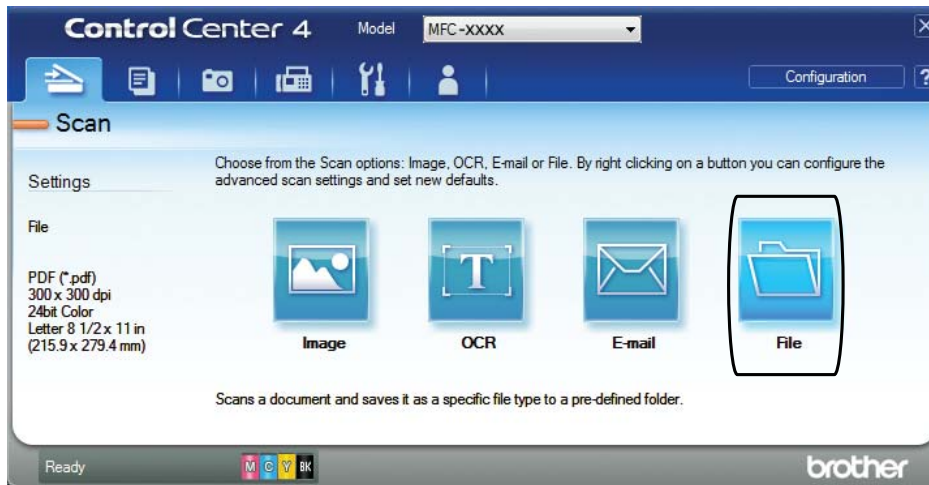 Control Center 4
Model
MFC-XXXX
Configuration
?
Scan
Settings
Choose from the Scan options: Image, OCR, E-mail or File. By right clicking on a button you can configure the
advanced scan settings and set new defaults.
File
PDF (*.pdf)
300 x 300 dpi
24bit Color
Letter 8 1/2 x 11 in
(215.9 x 279.4 mm)
T
Image
OCR
E-mail
File
Scans a document and saves it as a specific file type to a pre-defined folder.
Ready
M C Y BK
brother